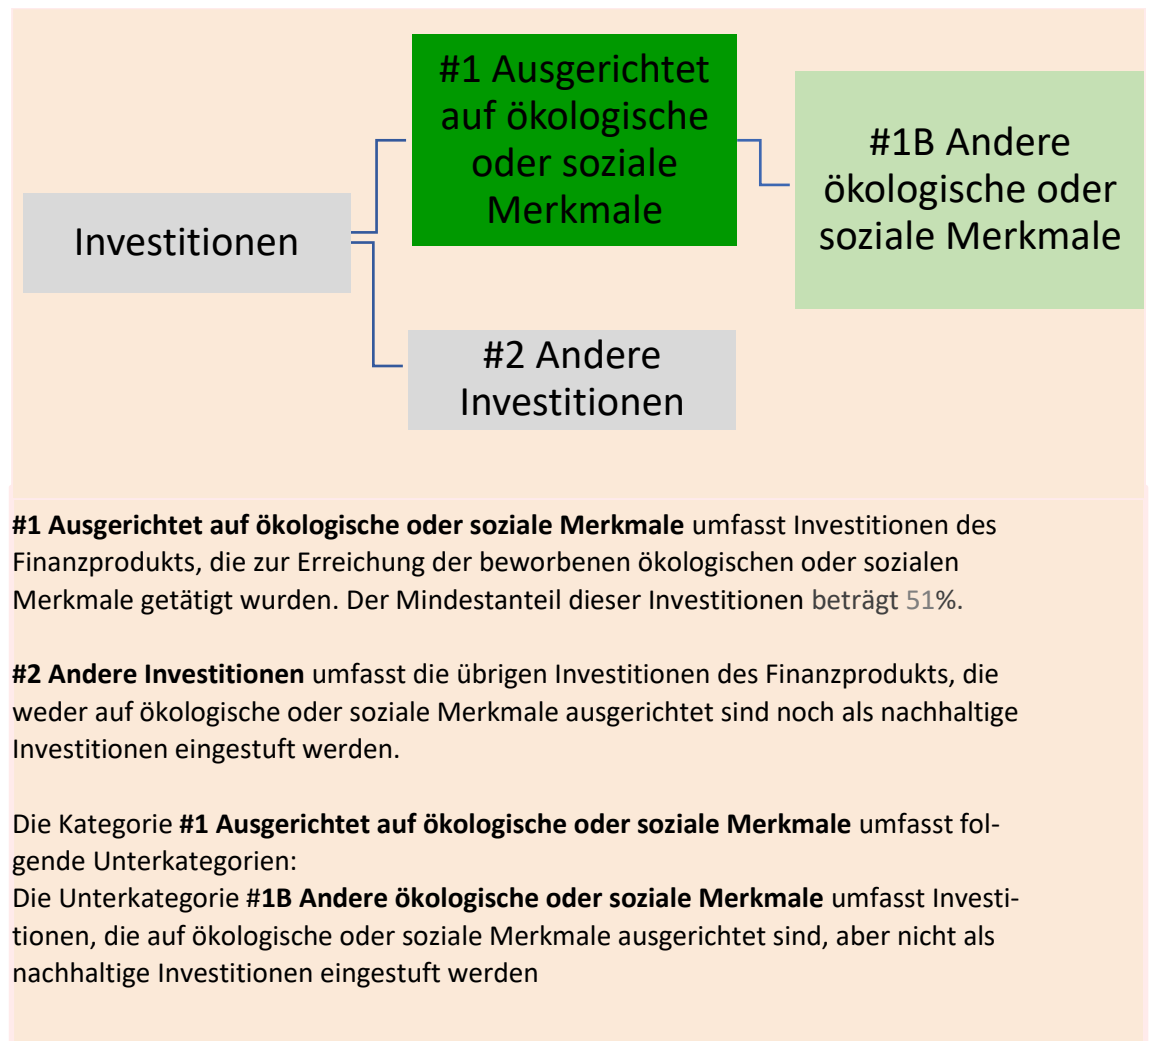 #1 Ausgerichtet
auf ökologische
oder soziale
Merkmale
#1B Andere
ökologische oder
soziale Merkmale
Investitionen
#2 Andere
Investitionen
#1 Ausgerichtet auf ökologische oder soziale Merkmale umfasst Investitionen des
Finanzprodukts, die zur Erreichung der beworbenen ökologischen oder sozialen
Merkmale getätigt wurden. Der Mindestanteil dieser Investitionen beträgt 51%.
#2 Andere Investitionen umfasst die übrigen Investitionen des Finanzprodukts, die
weder auf ökologische oder soziale Merkmale ausgerichtet sind noch als nachhaltige
Investitionen eingestuft werden.
Die Kategorie #1 Ausgerichtet auf ökologische oder soziale Merkmale umfasst fol-
gende Unterkategorien:
Die Unterkategorie #1B Andere ökologische oder soziale Merkmale umfasst Investi-
tionen, die auf ökologische oder soziale Merkmale ausgerichtet sind, aber nicht als
nachhaltige Investitionen eingestuft werden